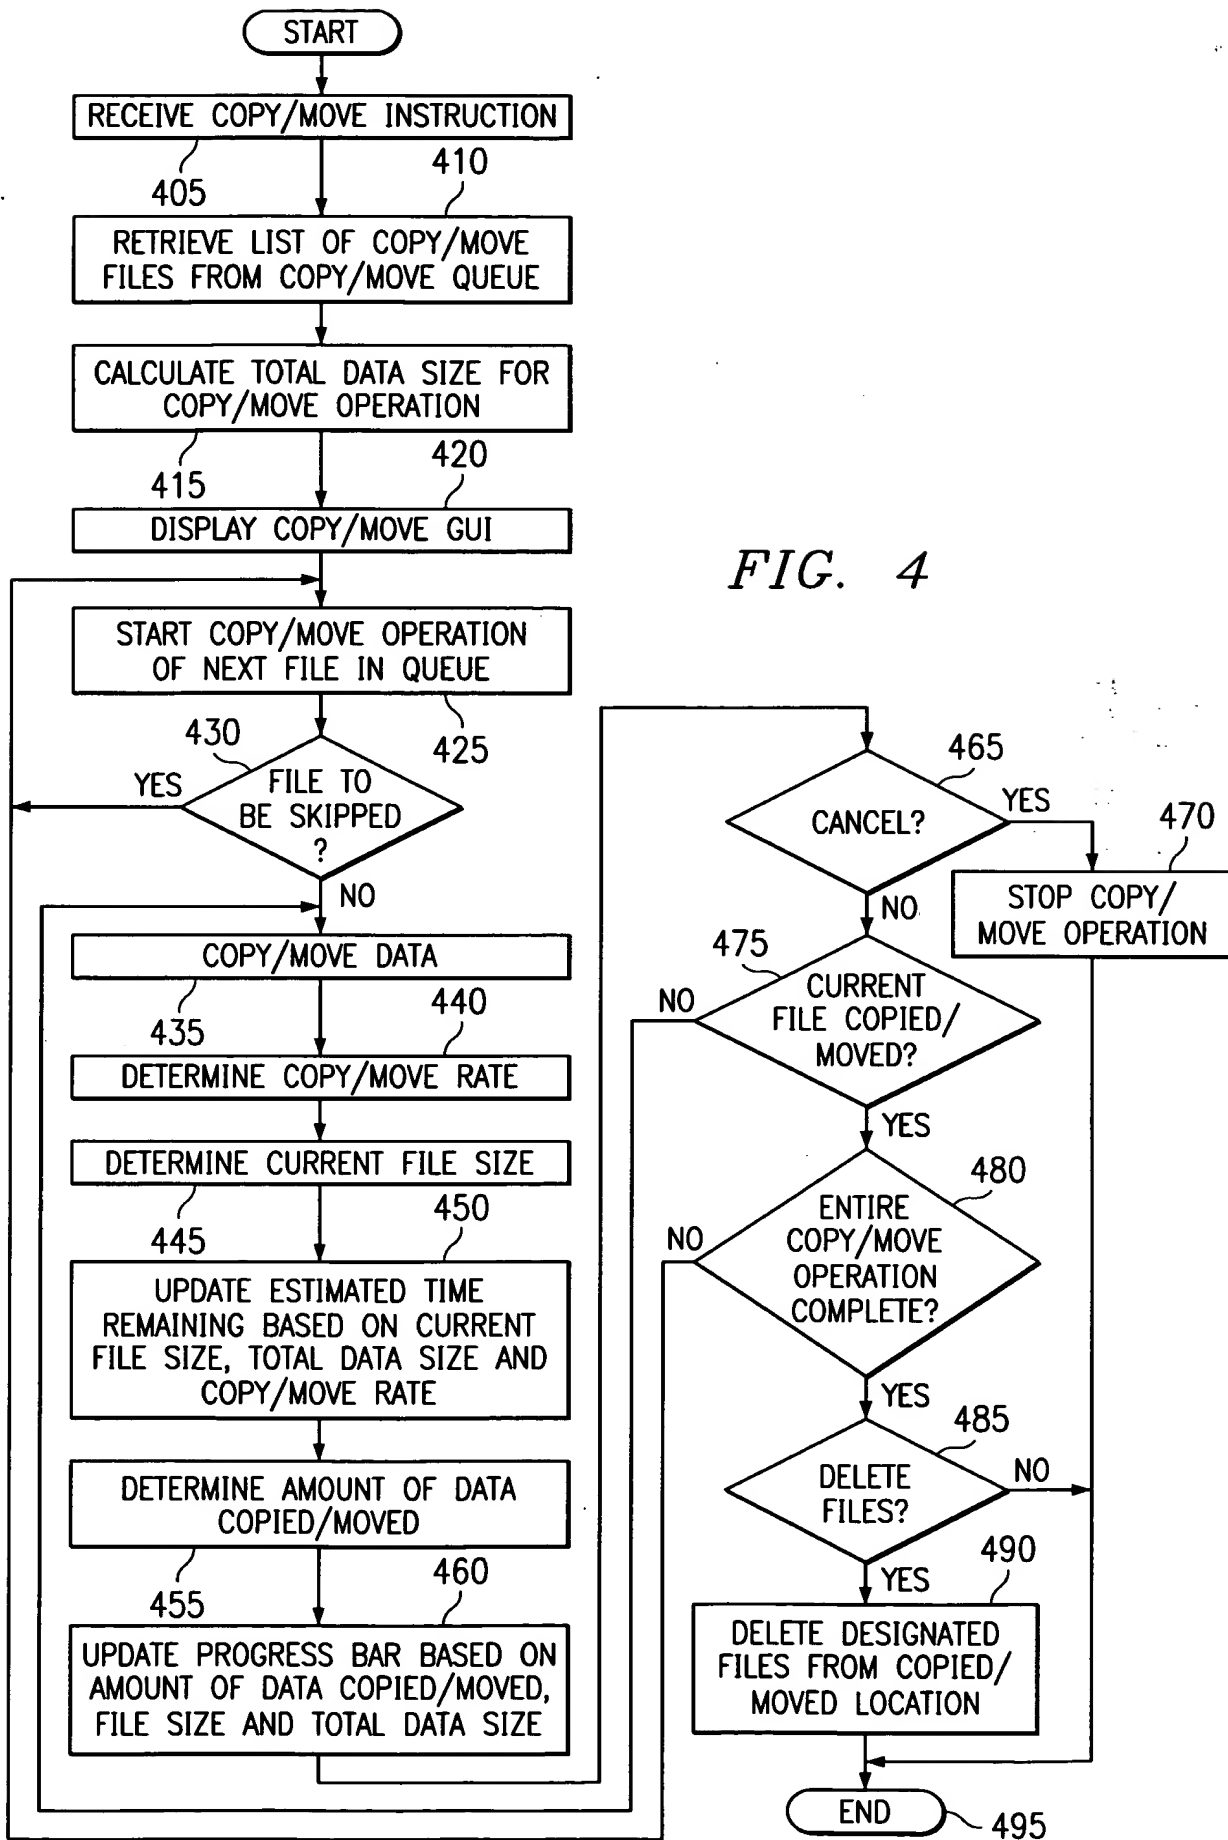 START
RECEIVE COPY/MOVE INSTRUCTION
405
410
RETRIEVE LIST OF COPY/MOVE
FILES FROM COPY/MOVE QUEUE
CALCULATE TOTAL DATA SIZE FOR
COPY/MOVE OPERATION
415
420
DISPLAY COPY/MOVE GUI
FIG. 4
START COPY/MOVE OPERATION
OF NEXT FILE IN QUEUE
425
430
YES
FILE TO
BE SKIPPED
?
NO
COPY/MOVE DATA
435
440
DETERMINE COPY/MOVE RATE
DETERMINE CURRENT FILE SIZE
445
450
UPDATE ESTIMATED TIME
REMAINING BASED ON CURRENT
FILE SIZE, TOTAL DATA SIZE AND
COPY/MOVE RATE
DETERMINE AMOUNT OF DATA
COPIED/MOVED
455
460
UPDATE PROGRESS BAR BASED ON
AMOUNT OF DATA COPIED/MOVED,
FILE SIZE AND TOTAL DATA SIZE
465
CANCEL?
YES
470
STOP COPY/
MOVE OPERATION
NO
475
NO
CURRENT
FILE COPIED/
MOVED?
YES
480
NO
ENTIRE
COPY/MOVE
OPERATION
COMPLETE?
YES
485
DELETE
FILES?
NO
YES
490
DELETE DESIGNATED
FILES FROM COPIED/
MOVED LOCATION
END
495